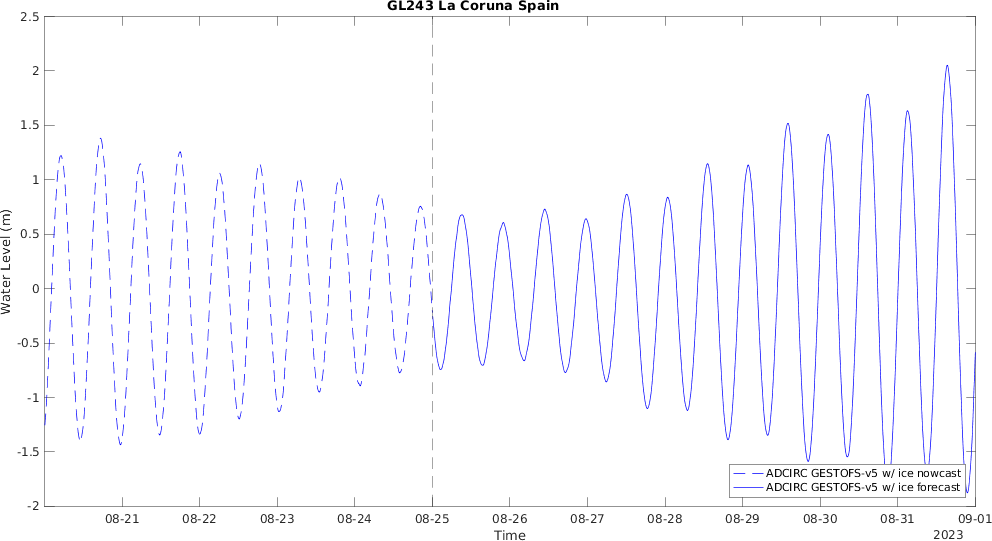 GL243 La Coruna Spain
2.5
2
1.5
1
0.5
0
-0.5
-1
-1.5
-2
Water Level (m)
ADCIRC GESTOFS-v5 w/ ice nowcast
ADCIRC GESTOFS-v5 w/ ice forecast
08-21 08-22 08-23 08-24 08-25 08-26 08-27 08-28 08-29 08-30 08-31 09-01
Time
2023